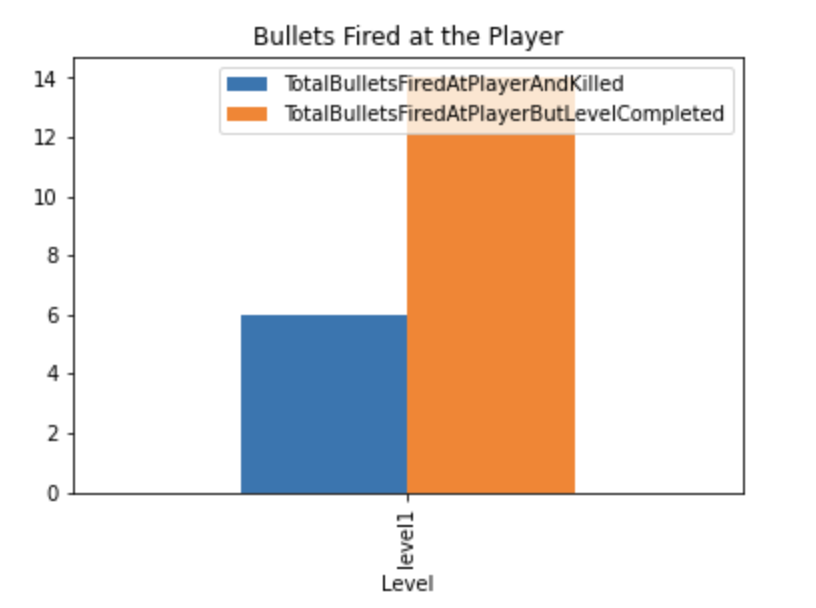 Bullets Fired at the Player
TotalBulletsFiredAtPlayerAndKilled
TotalBulletsFiredAtPlayerButLevelCompleted
14
12
10
8
6
4
2
0
level1
Level